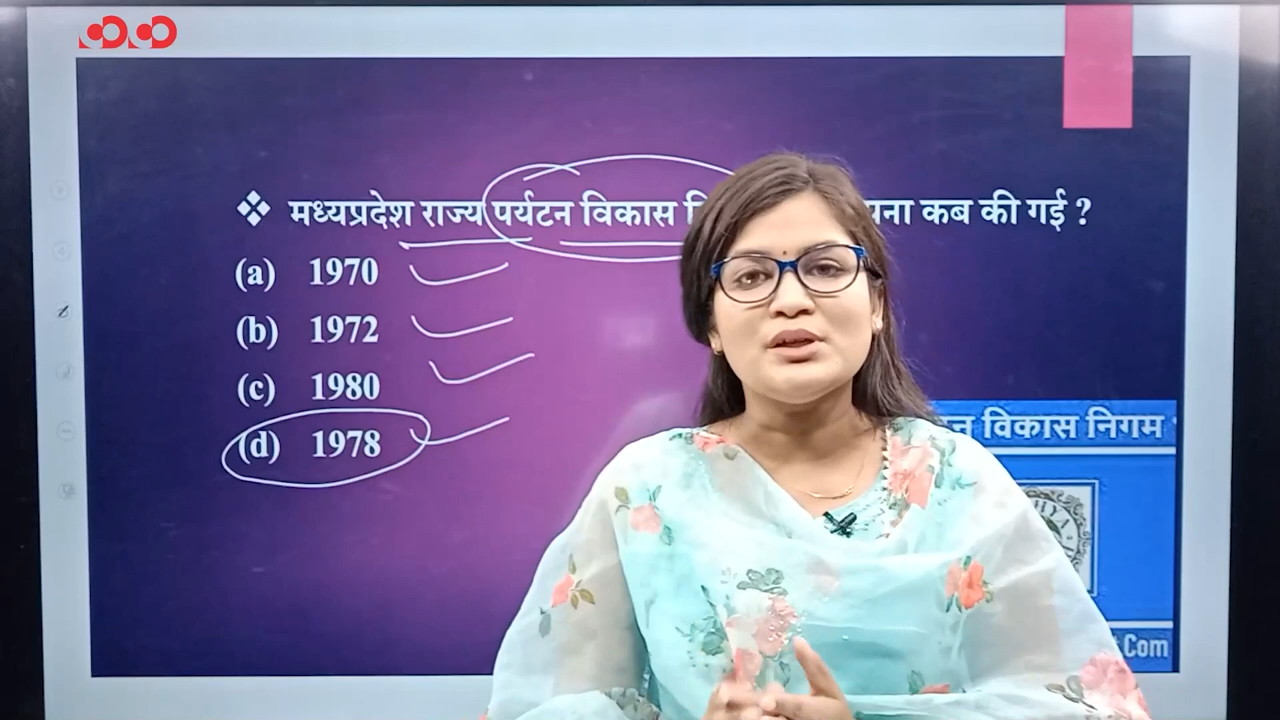 ❖ मध्यप्रदेश राज्य पर्यटन विकास कब की गई ?
(a) 1970
(b) 1972
(c) 1980
(d) 1978
विकास निगम
Com